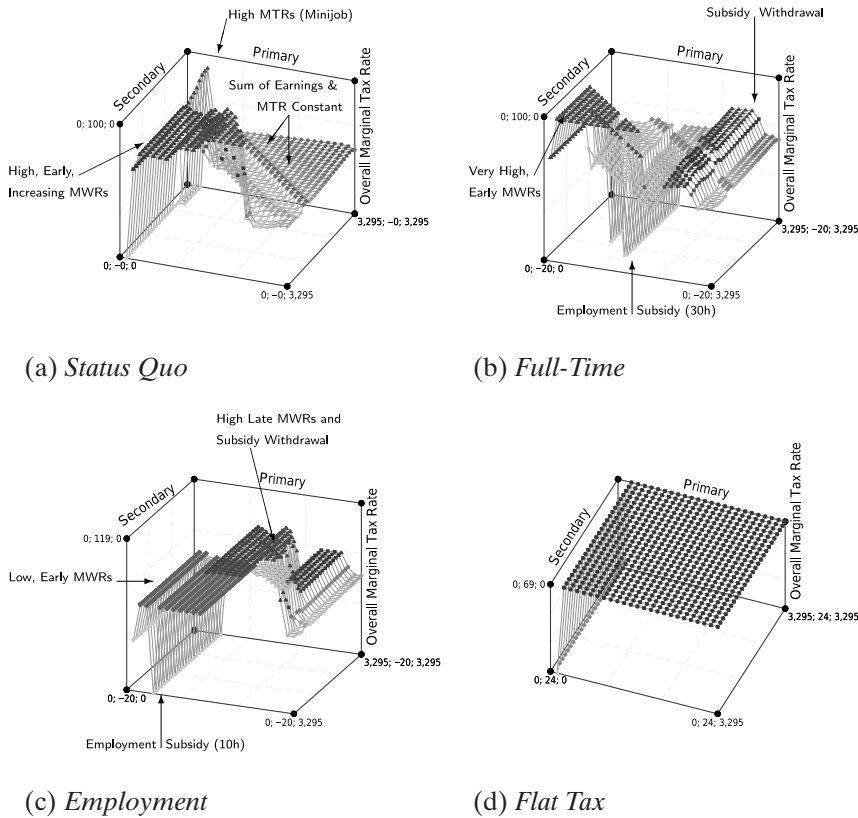 High MTRs (Minijob)
Primary
Secondary
Sum of Earnings &
MTR Constant
0; 100; 0
High, Early,
Increasing MWRs
Overall Marginal Tax Rate
3,295; −0; 3,295
0; −0; 0
0; −0; 3,295
(a) Status Quo
Subsidy Withdrawal
Primary
Secondary
0; 100; 0
Very High,
Early MWRs
Overall Marginal Tax Rate
3,295; −20; 3,295
0; −20; 0
0; −20; 3,295
Employment Subsidy (30h)
(b) Full-Time
High Late MWRs and
Subsidy Withdrawal
Primary
Secondary
0; 119; 0
Low, Early MWRs
Overall Marginal Tax Rate
3,295; −20; 3,295
0; −20; 0
0; −20; 3,295
Employment Subsidy (10h)
(c) Employment
Primary
Secondary
0; 69; 0
Overall Marginal Tax Rate
3,295; 24; 3,295
0; 24; 0
0; 24; 3,295
(d) Flat Tax